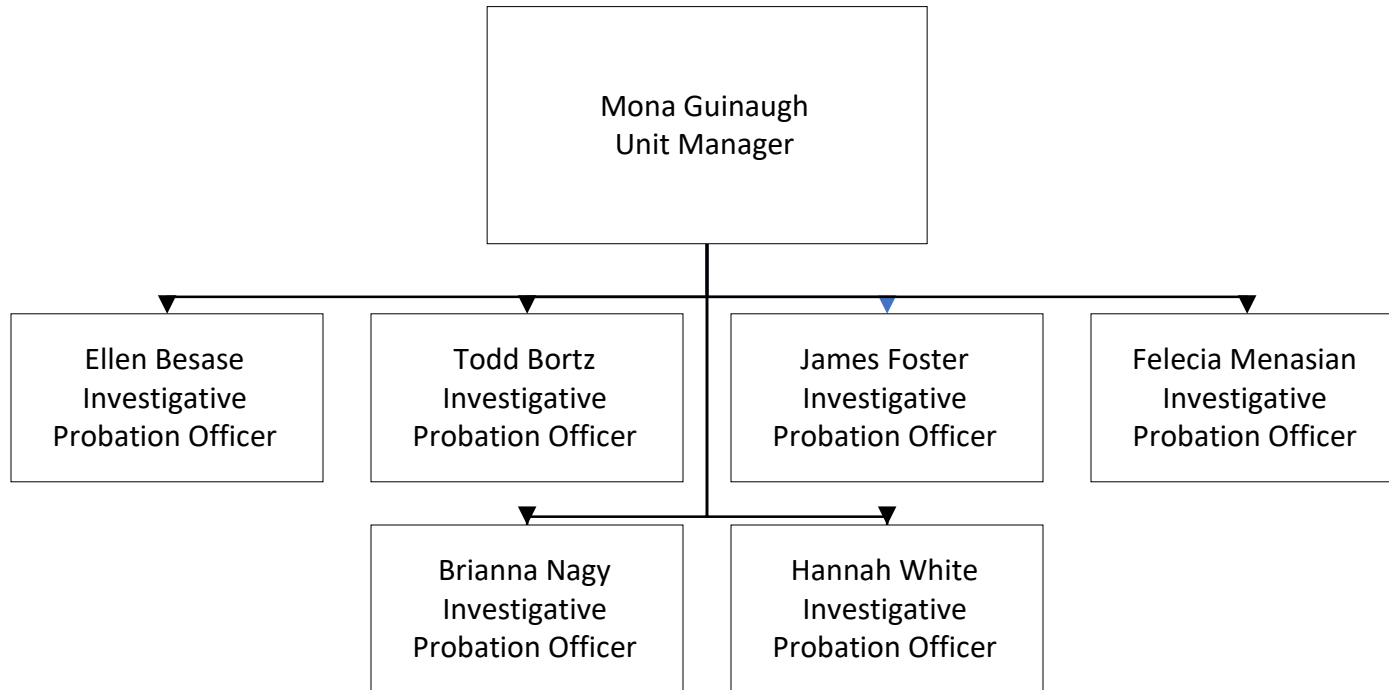 Mona Guinaugh
Unit Manager
Ellen Besase
Investigative
Probation Officer
Todd Bortz
Investigative
Probation Officer
James Foster
Investigative
Probation Officer
Felecia Menasian
Investigative
Probation Officer
Brianna Nagy
Investigative
Probation Officer
Hannah White
Investigative
Probation Officer